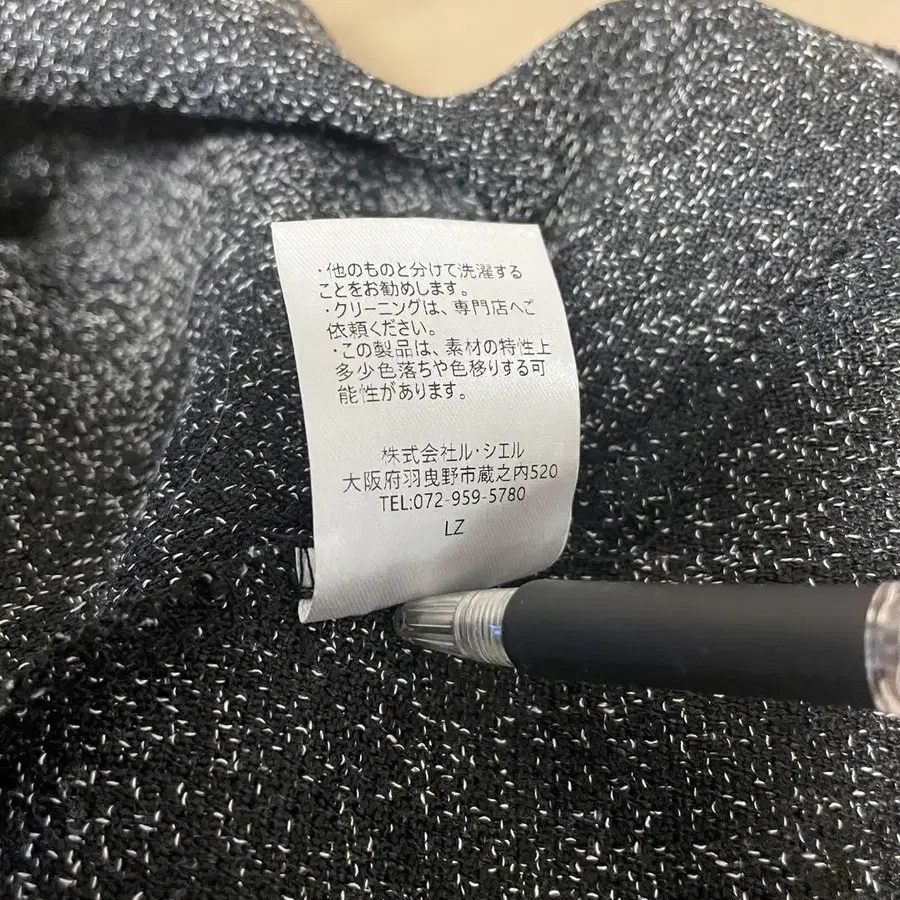 ・他のものと分けて洗濯する
ことをお勧めします。
・クリーニングは、専門店へご
依頼ください。
・この製品は、素材の特性上
多少色落ちや色移りする可
能性があります。
株式会社ル・シエル
大阪府羽曳野市蔵之内520
TEL:072-959-5780
LZ